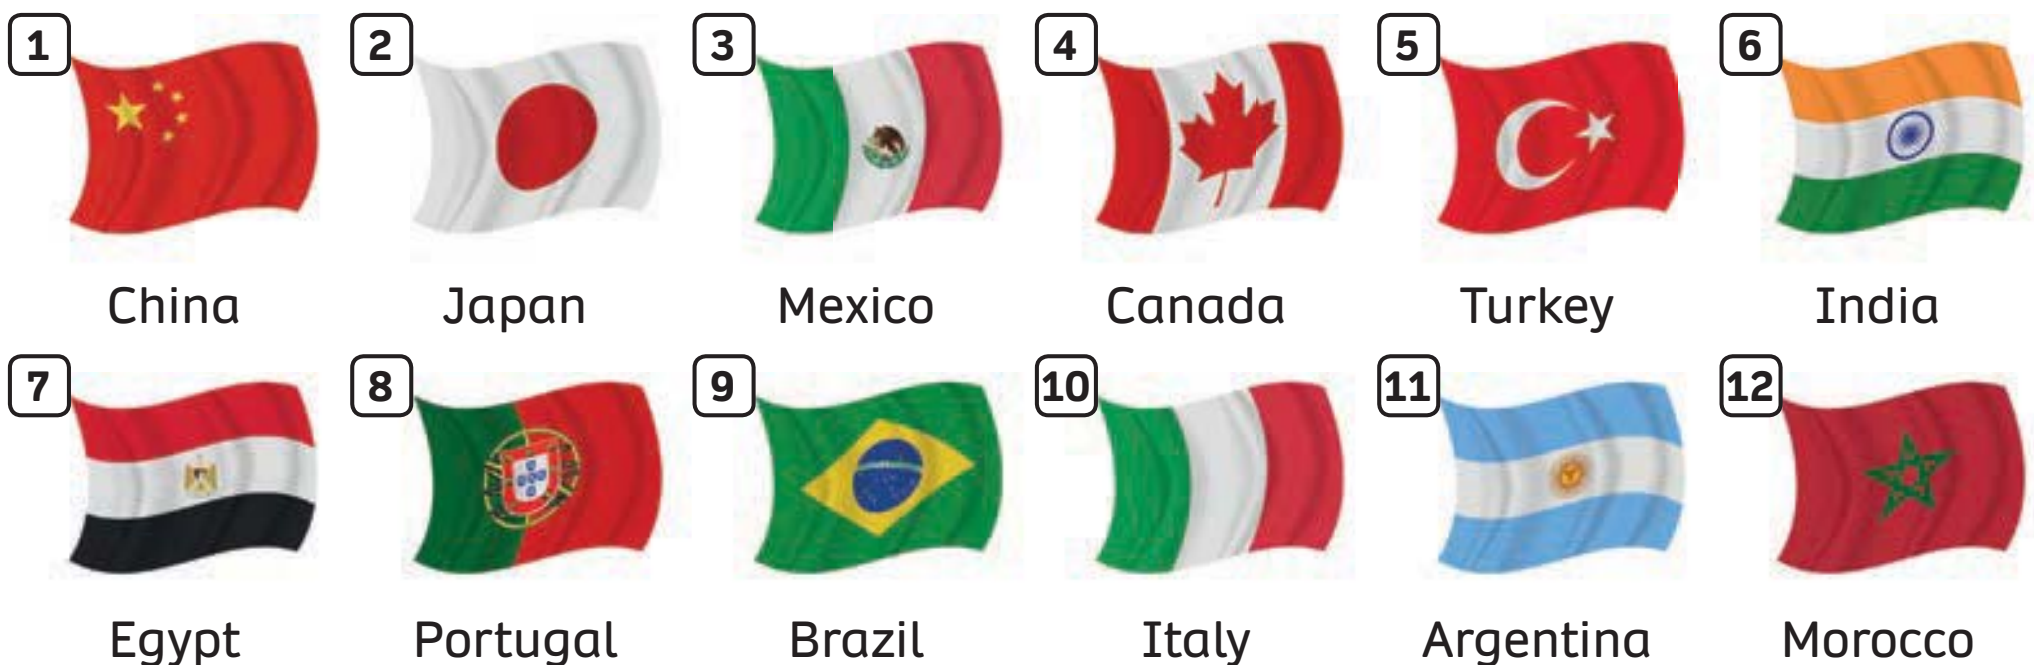 1 2 3 4 5 6
China Japan Mexico Canada Turkey India
7 8 9 10 11 12
Egypt Portugal Brazil Italy Argentina Morocco